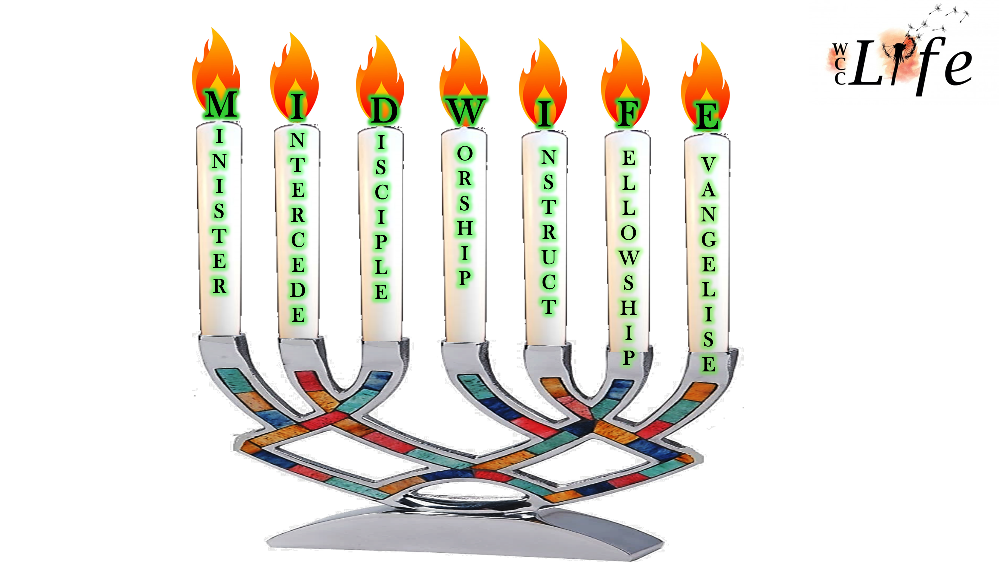 MINISTER
INTERCEDE
DISCIPLE
WORSHIP
INSTRUCT
FELLOWSHIP
EVANGELISE
WCC
Life